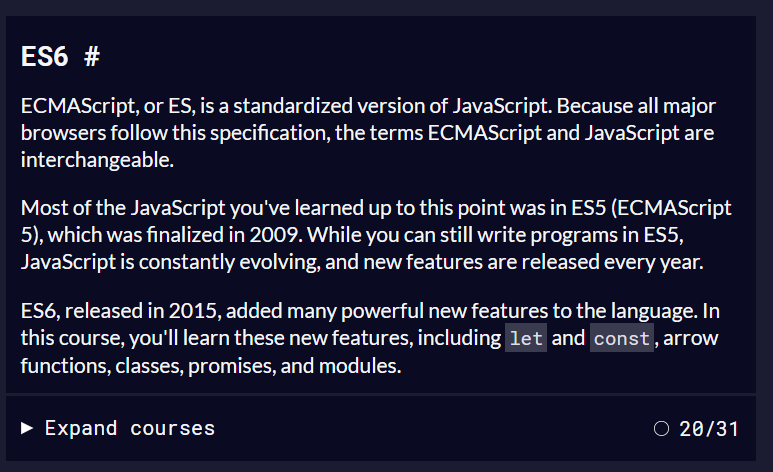 ES6 #
ECMAScript, or ES, is a standardized version of JavaScript. Because all major
browsers follow this specification, the terms ECMAScript and JavaScript are
interchangeable.
Most of the JavaScript you've learned up to this point was in ES5 (ECMAScript
5), which was finalized in 2009. While you can still write programs in ES5,
JavaScript is constantly evolving, and new features are released every year.
ES6, released in 2015, added many powerful new features to the language. In
this course, you'll learn these new features, including let and const, arrow
functions, classes, promises, and modules.
Expand courses 20/31